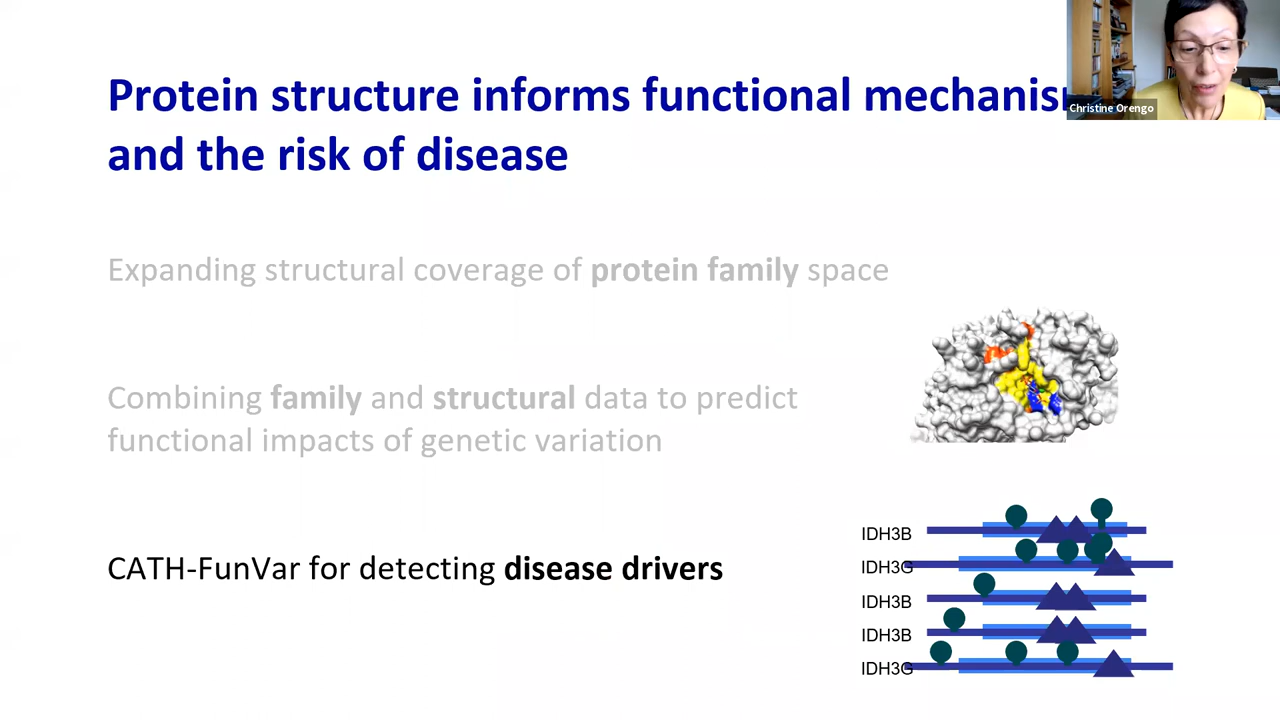 Protein structure informs functional
and the risk of disease
Christine Orengo
Expanding structural coverage of protein family space
Combining family and structural data to predict
functional impacts of genetic variation
CATH-FunVar for detecting disease drivers
IDH3B
IDH3G
IDH3B
IDH3B
IDH3G